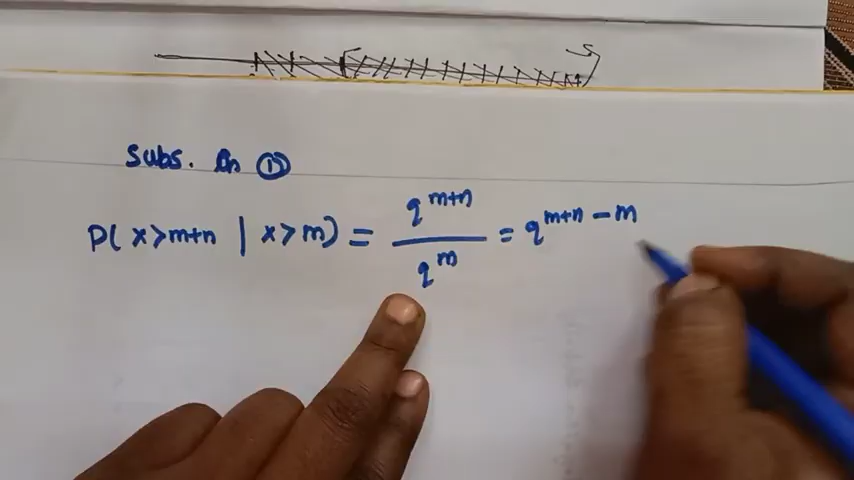 Subs. in ①
P( x>m+n | x>m) = q^{m+n} / q^m = q^{m+n-m}